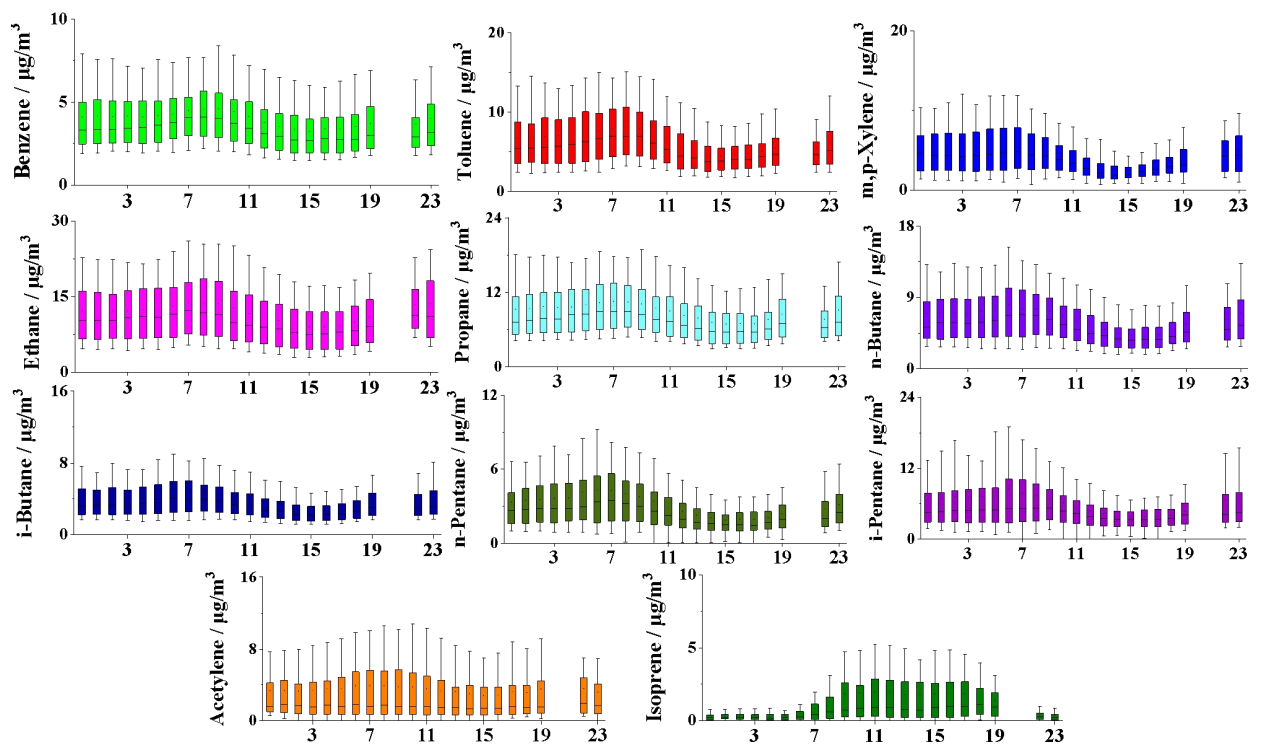 Benzene / μg/m³
10
5
0
3 7 11 15 19 23
Toluene / μg/m³
20
10
0
3 7 11 15 19 23
m,p-Xylene / μg/m³
20
10
0
3 7 11 15 19 23
Ethane / μg/m³
30
15
0
3 7 11 15 19 23
Propane / μg/m³
24
12
0
3 7 11 15 19 23
n-Butane / μg/m³
18
9
0
3 7 11 15 19 23
i-Butane / μg/m³
16
8
0
3 7 11 15 19 23
n-Pentane / μg/m³
12
6
0
3 7 11 15 19 23
i-Pentane / μg/m³
24
12
0
3 7 11 15 19 23
Acetylene / μg/m³
16
8
0
3 7 11 15 19 23
Isoprene / μg/m³
10
5
0
3 7 11 15 19 23